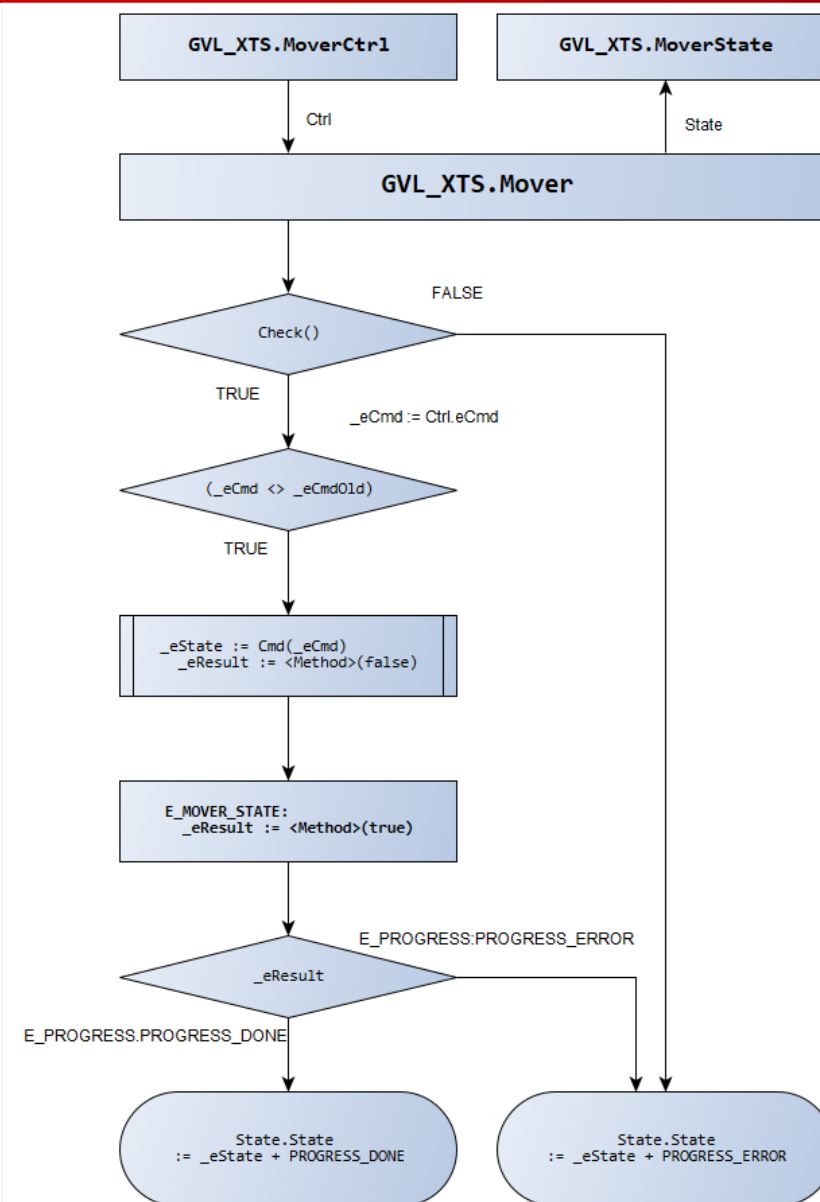 GVL_XTS.MoverCtrl
GVL_XTS.MoverState
Ctrl
State
GVL_XTS.Mover
FALSE
Check()
TRUE
_eCmd := Ctrl.eCmd
(_eCmd <> _eCmdOld)
TRUE
_eState := Cmd(_eCmd)
_eResult := <Method>(false)
E_MOVER_STATE:
_eResult := <Method>(true)
E_PROGRESS:PROGRESS_ERROR
_eResult
E_PROGRESS.PROGRESS_DONE
State.State
:= _eState + PROGRESS_DONE
State.State
:= _eState + PROGRESS_ERROR